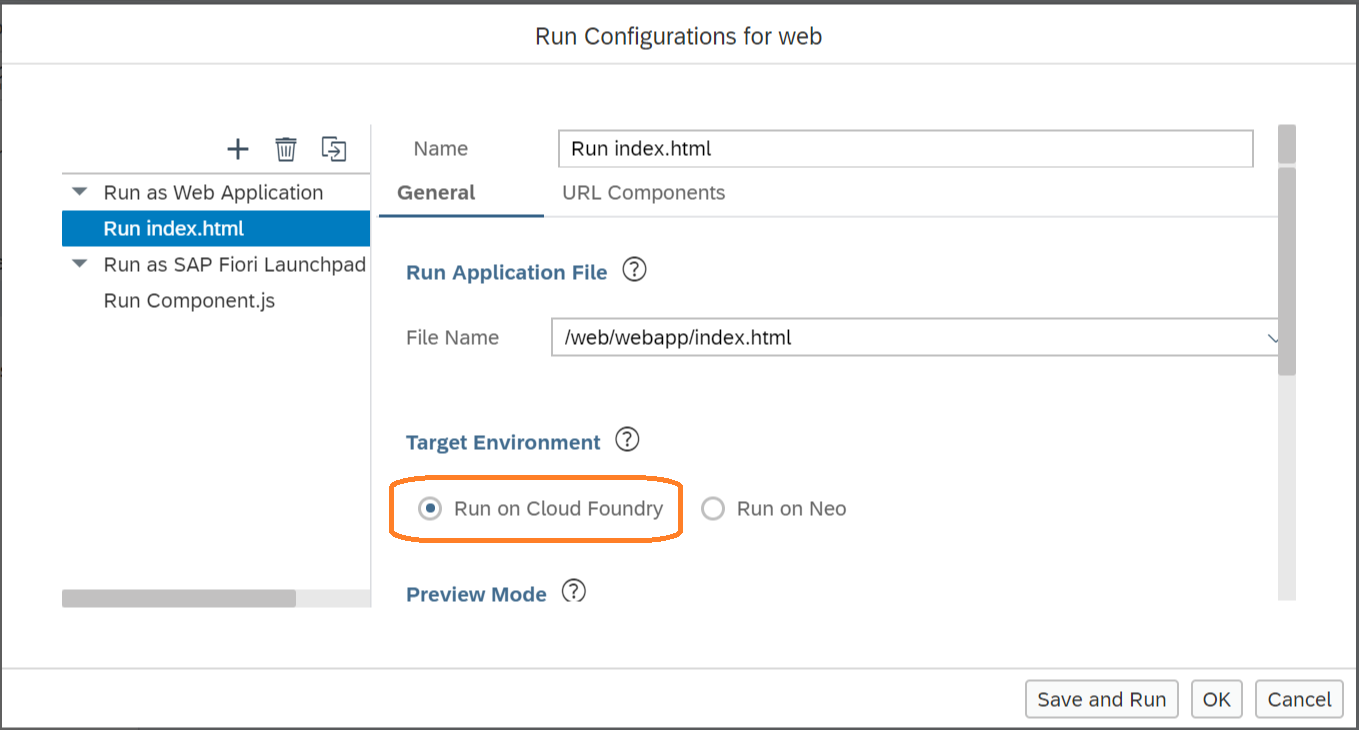 Run Configurations for web
Name
Run index.html
Run as Web Application
General
URL Components
Run index.html
Run as SAP Fiori Launchpad
Run Component.js
Run Application File ?
File Name
/web/webapp/index.html
Target Environment ?
Run on Cloud Foundry
Run on Neo
Preview Mode ?
Save and Run
OK
Cancel